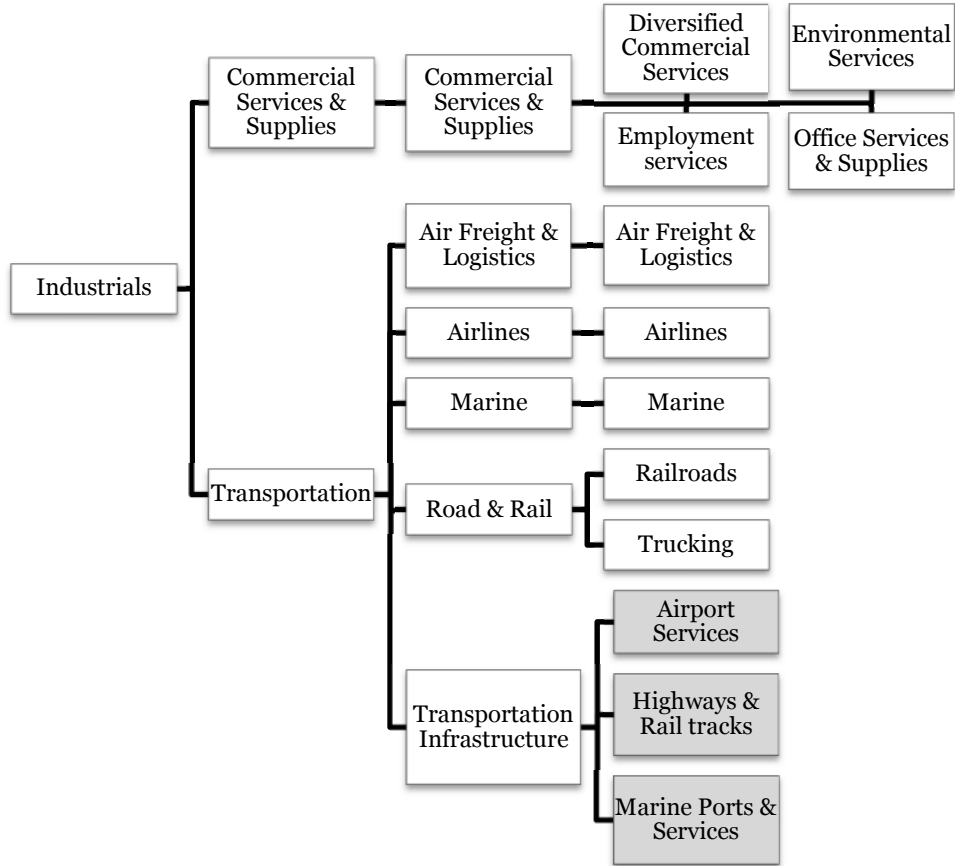 Diversified
Commercial
Services
Environmental
Services
Commercial
Services &
Supplies
Commercial
Services &
Supplies
Employment
services
Office Services
& Supplies
Air Freight &
Logistics
Air Freight &
Logistics
Industrials
Airlines
Airlines
Marine
Marine
Transportation
Road & Rail
Railroads
Trucking
Airport
Services
Transportation
Infrastructure
Highways &
Rail tracks
Marine Ports &
Services